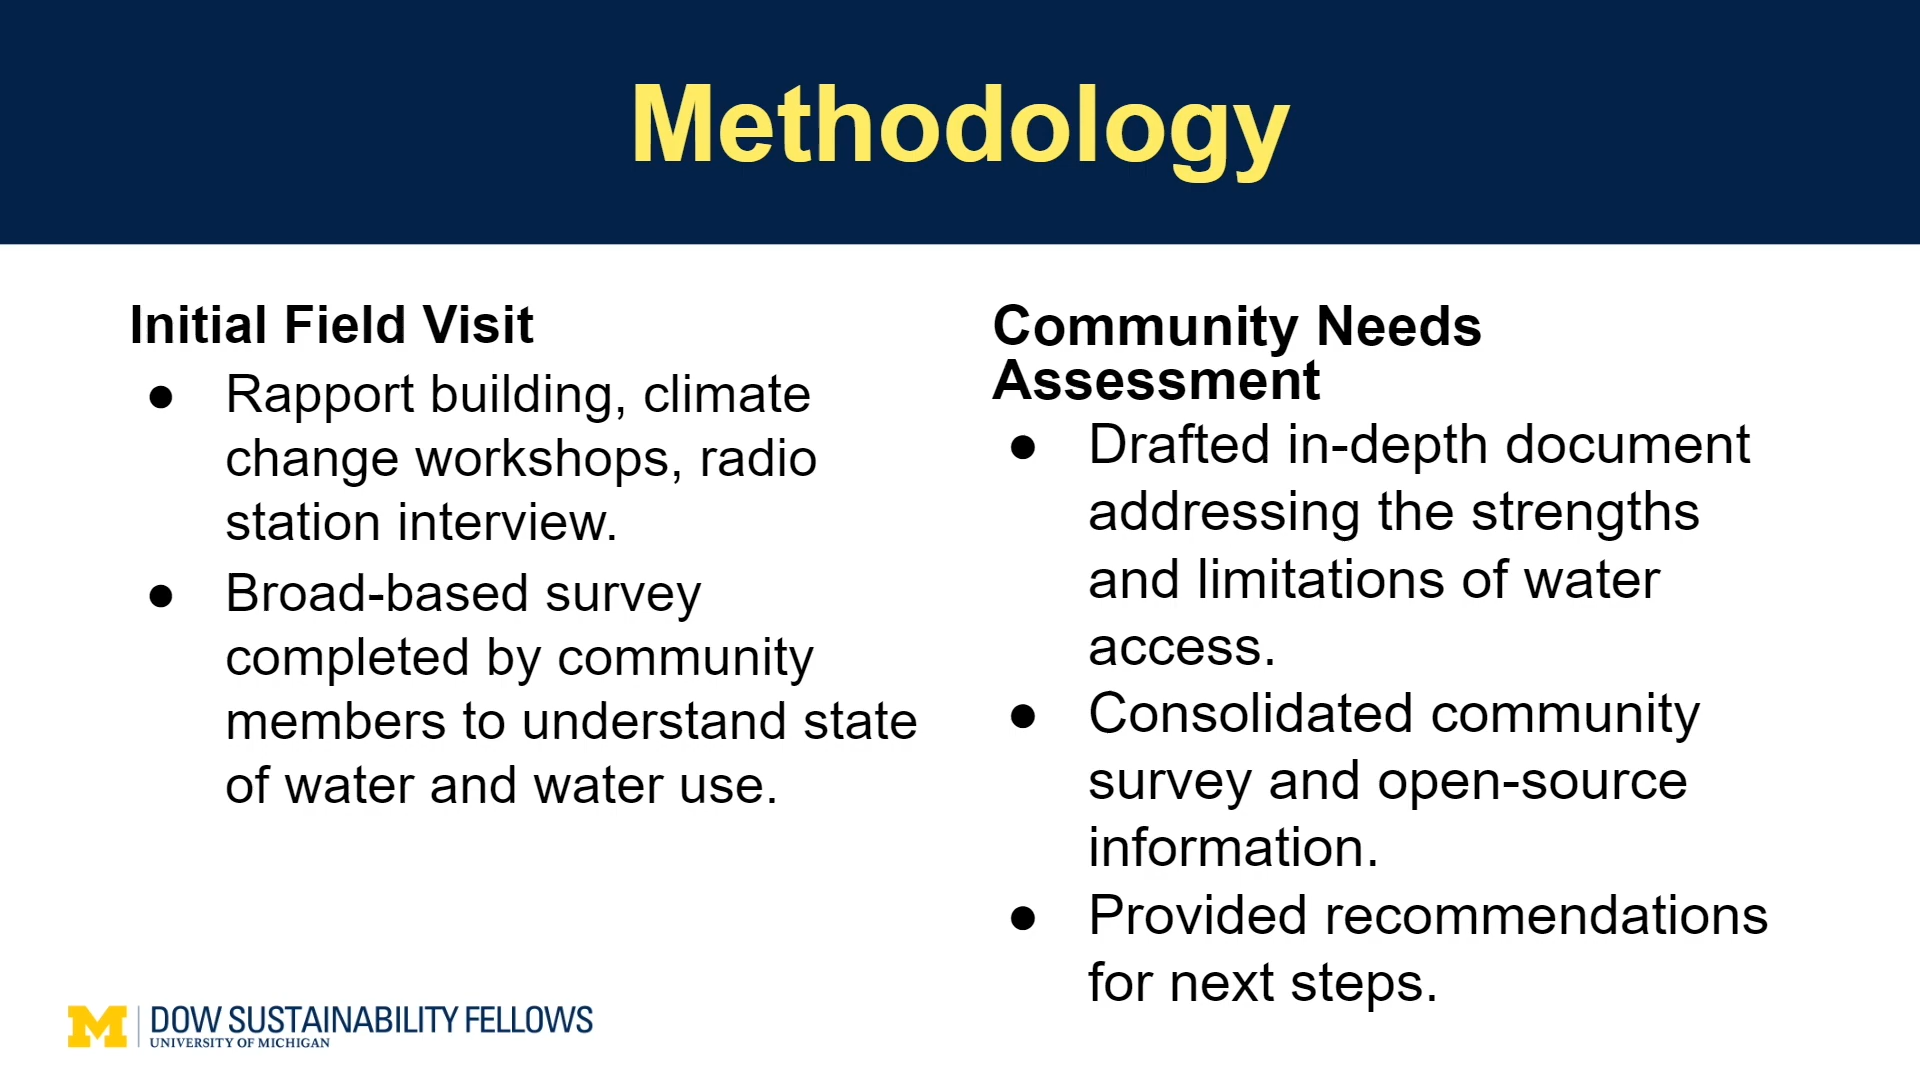 Methodology
Initial Field Visit
● Rapport building, climate
change workshops, radio
station interview.
● Broad-based survey
completed by community
members to understand state
of water and water use.
Community Needs
Assessment
● Drafted in-depth document
addressing the strengths
and limitations of water
access.
● Consolidated community
survey and open-source
information.
● Provided recommendations
for next steps.
M DOW SUSTAINABILITY FELLOWS
UNIVERSITY OF MICHIGAN